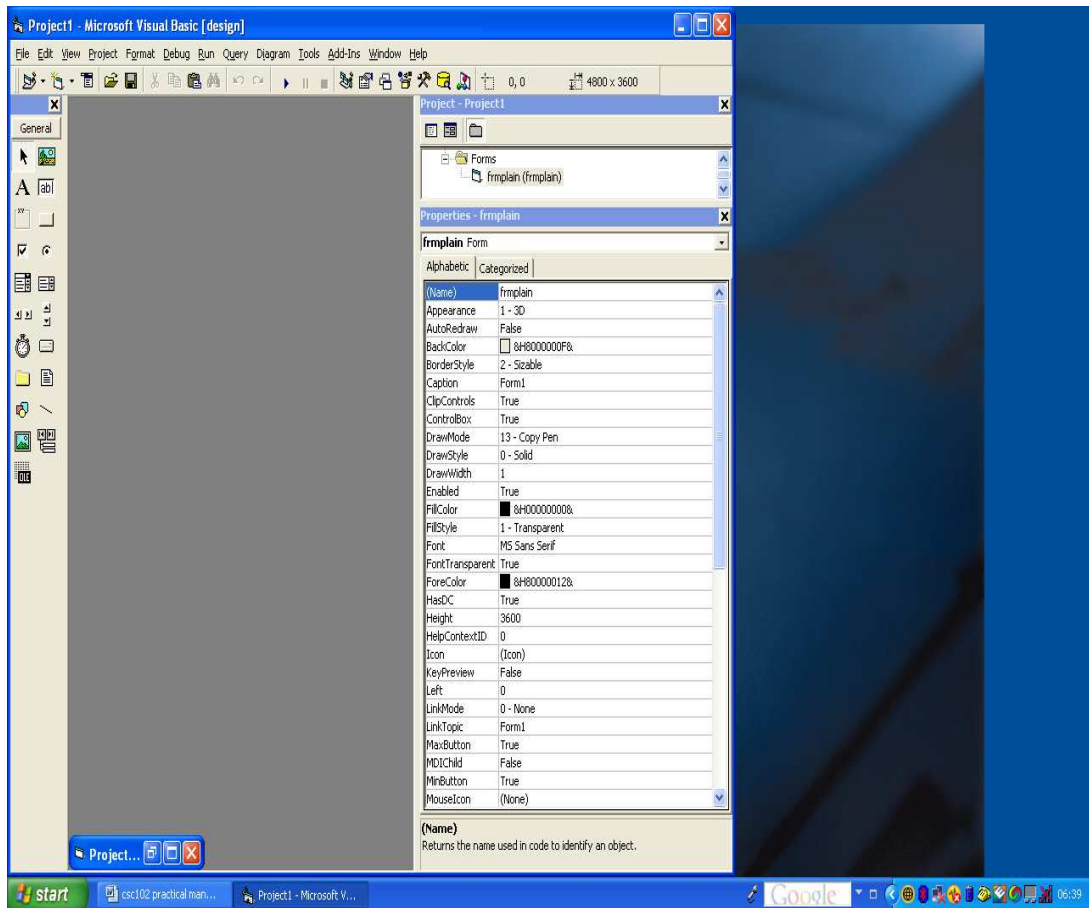 Project1 - Microsoft Visual Basic [design]
File Edit View Project Format Debug Run Query Diagram Tools Add-Ins Window Help
0, 0 4800 x 3600
Project - Project1
General
Forms
frmplain (frmplain)
A ab|
xv
Properties - frmplain
frmplain Form
Alphabetic Categorized
(Name) frmplain
Appearance 1 - 3D
AutoRedraw False
BackColor &H8000000F&
BorderStyle 2 - Sizable
Caption Form1
ClipControls True
ControlBox True
DrawMode 13 - Copy Pen
DrawStyle 0 - Solid
DrawWidth 1
Enabled True
FillColor &H00000000&
FillStyle 1 - Transparent
Font MS Sans Serif
FontTransparent True
ForeColor &H80000012&
HasDC True
Height 3600
HelpContextID 0
Icon (Icon)
KeyPreview False
Left 0
LinkMode 0 - None
LinkTopic Form1
MaxButton True
MDIChild False
MinButton True
MouseIcon (None)
OLE
(Name)
Returns the name used in code to identify an object.
Project...
start csc102 practical man... Project1 - Microsoft V... Google 06:39